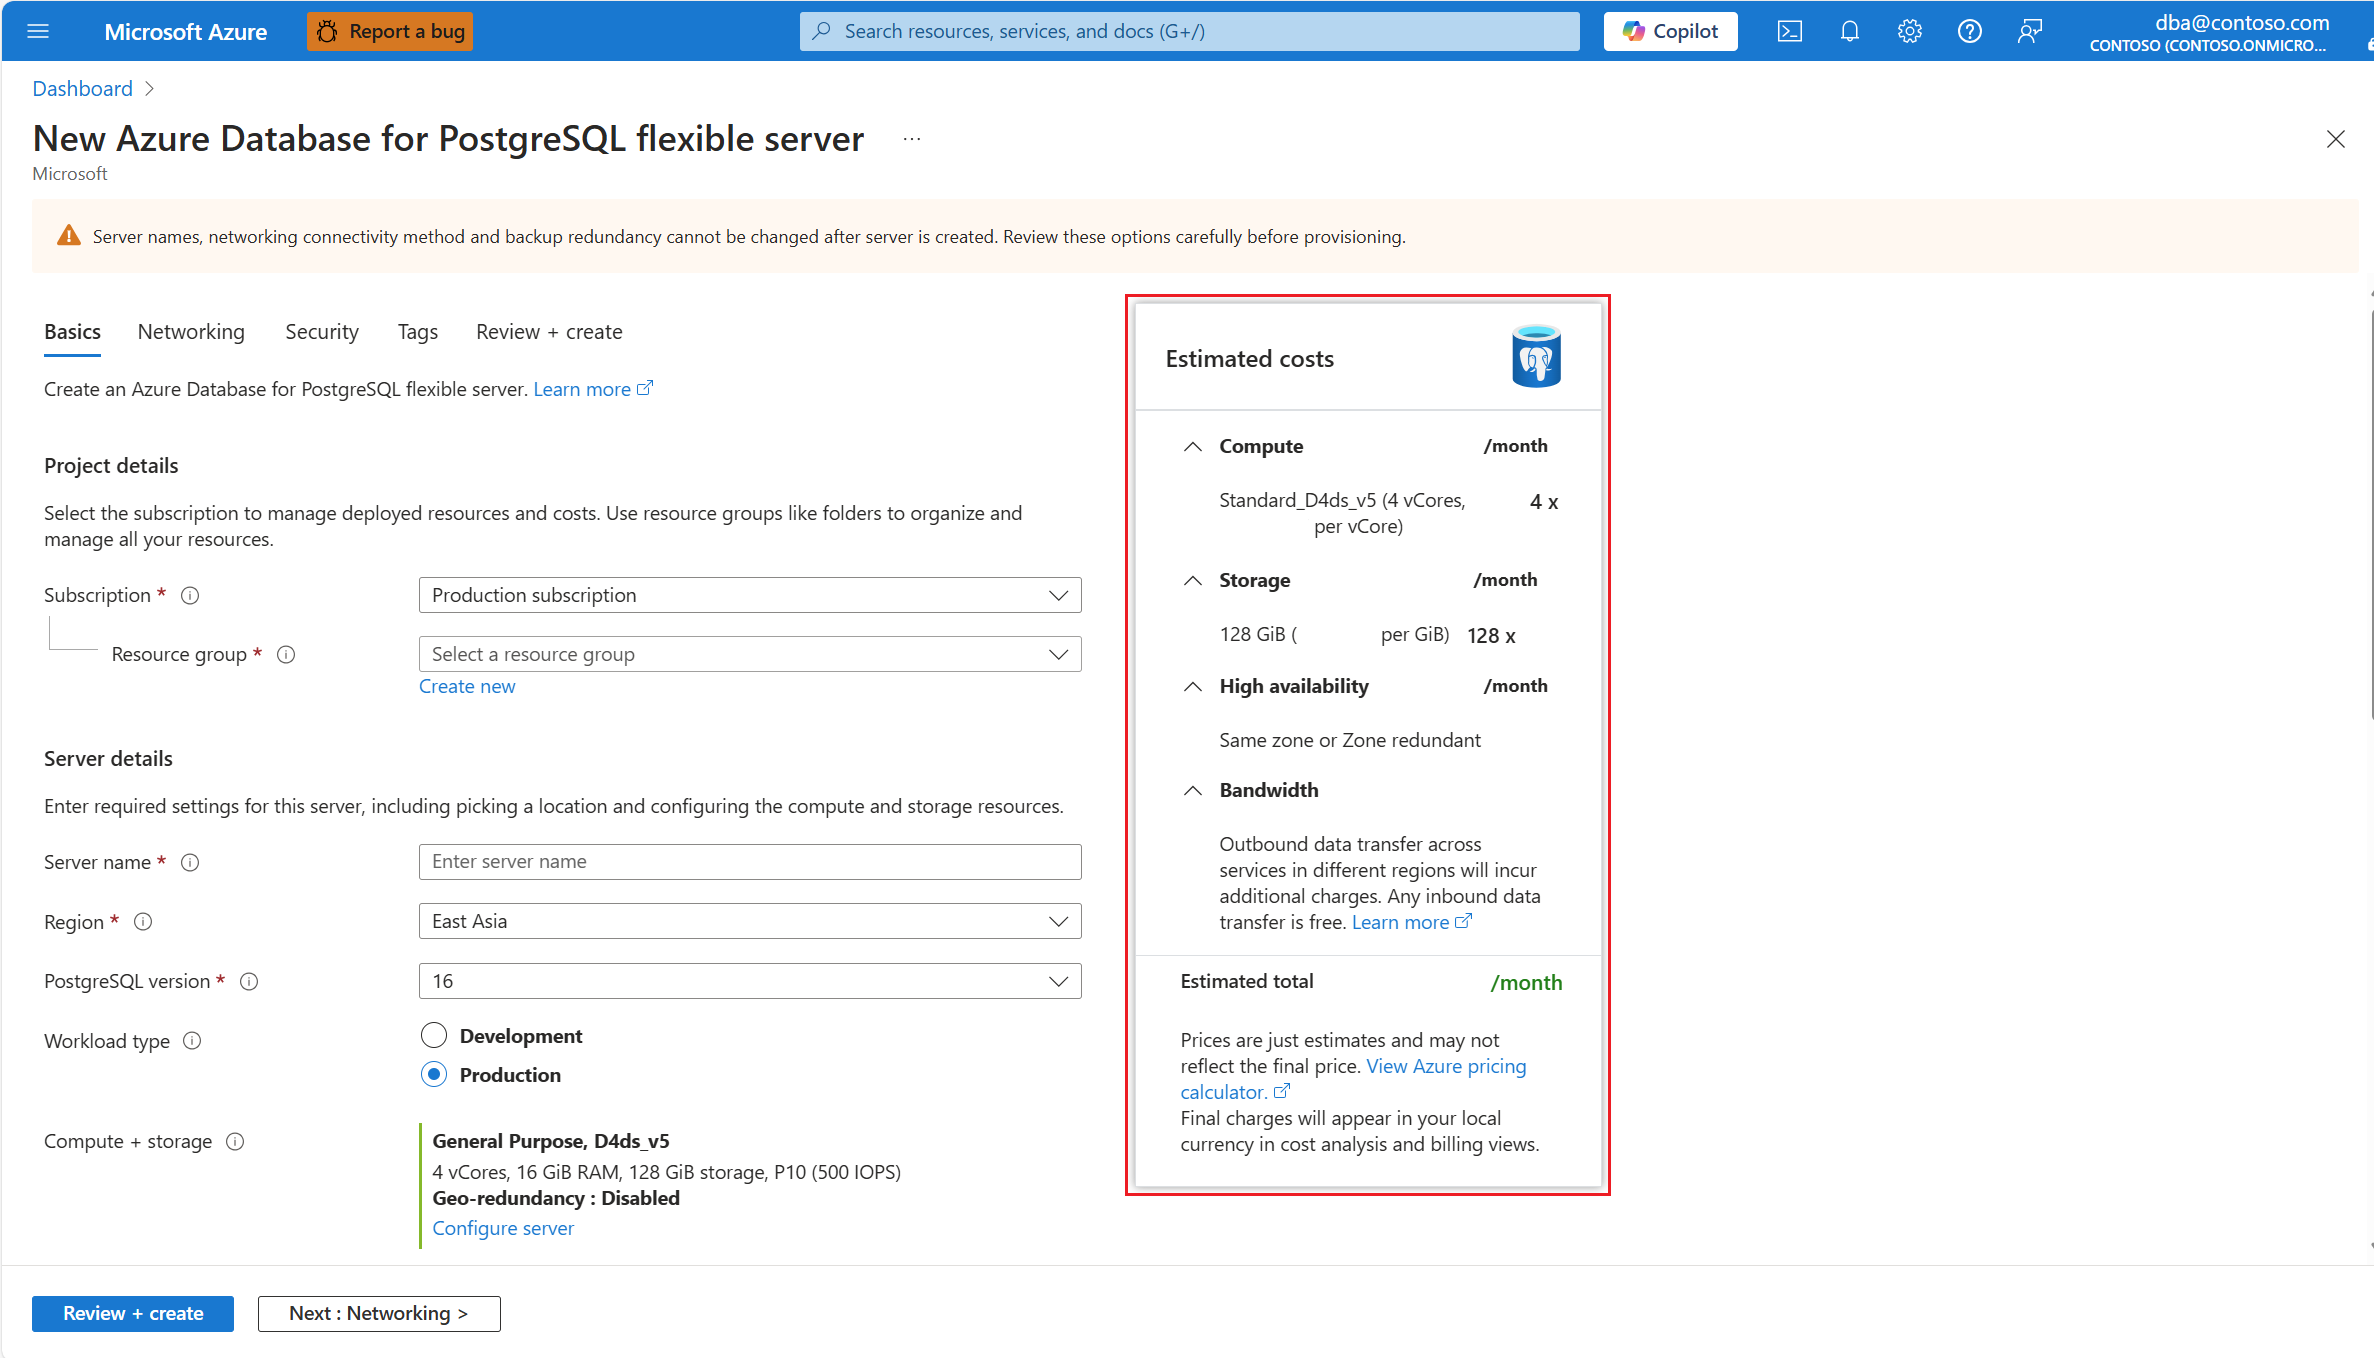 Microsoft Azure
Report a bug
Search resources, services, and docs (G+/)
Copilot
dba@contoso.com
CONTOSO (CONTOSO.ONMICRO...
Dashboard
New Azure Database for PostgreSQL flexible server ...
Microsoft
Server names, networking connectivity method and backup redundancy cannot be changed after server is created. Review these options carefully before provisioning.
Basics Networking Security Tags Review + create
Create an Azure Database for PostgreSQL flexible server. Learn more
Project details
Select the subscription to manage deployed resources and costs. Use resource groups like folders to organize and
manage all your resources.
Subscription * Production subscription
Resource group * Select a resource group
Create new
Server details
Enter required settings for this server, including picking a location and configuring the compute and storage resources.
Server name * Enter server name
Region * East Asia
PostgreSQL version * 16
Workload type Development
Production
Compute + storage General Purpose, D4ds_v5
4 vCores, 16 GiB RAM, 128 GiB storage, P10 (500 IOPS)
Geo-redundancy : Disabled
Configure server
Estimated costs
Compute /month
Standard_D4ds_v5 (4 vCores, 4 x
per vCore)
Storage /month
128 GiB ( per GiB) 128 x
High availability /month
Same zone or Zone redundant
Bandwidth
Outbound data transfer across
services in different regions will incur
additional charges. Any inbound data
transfer is free. Learn more
Estimated total /month
Prices are just estimates and may not
reflect the final price. View Azure pricing
calculator.
Final charges will appear in your local
currency in cost analysis and billing views.
Review + create Next : Networking >